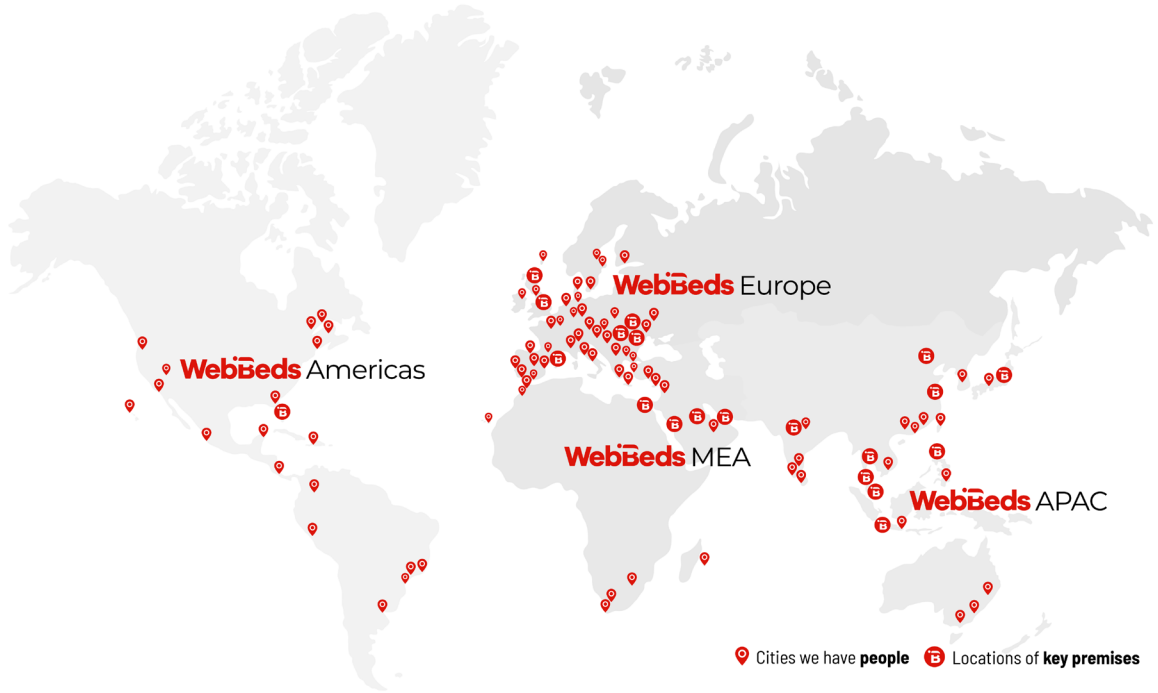 WebBeds Europe
WebBeds Americas
WebBeds MEA
WebBeds APAC
Cities we have people
Locations of key premises